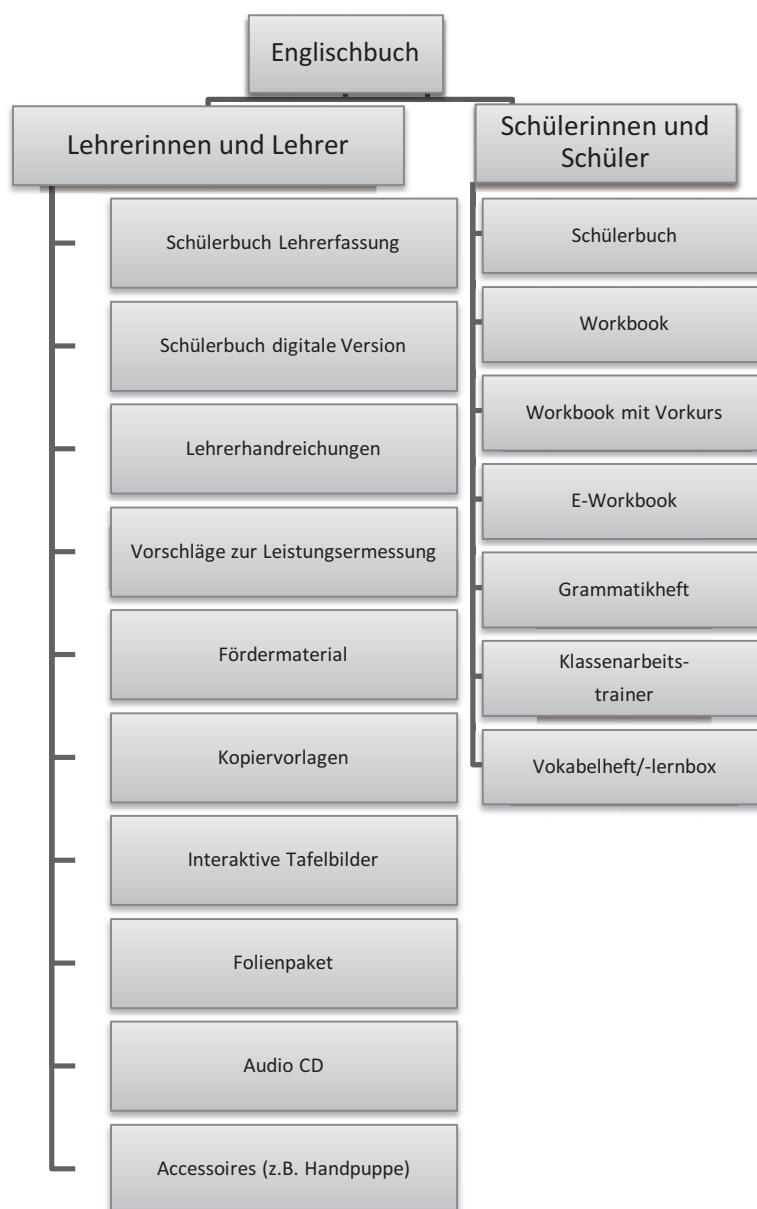 Englischbuch
Lehrerinnen und Lehrer
Schülerbuch Lehrerfassung
Schülerbuch digitale Version
Lehrerhandreichungen
Vorschläge zur Leistungsermessung
Fördermaterial
Kopiervorlagen
Interaktive Tafelbilder
Folienpaket
Audio CD
Accessoires (z.B. Handpuppe)
Schülerinnen und
Schüler
Schülerbuch
Workbook
Workbook mit Vorkurs
E-Workbook
Grammatikheft
Klassenarbeits-
trainer
Vokabelheft/-lernbox